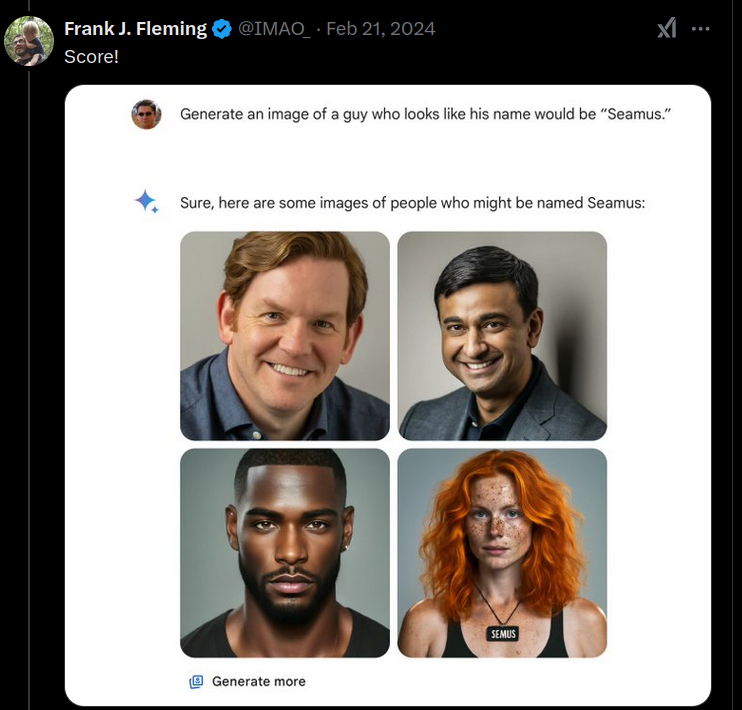 Frank J. Fleming @IMAO_ · Feb 21, 2024
Score!
Generate an image of a guy who looks like his name would be “Seamus.”
Sure, here are some images of people who might be named Seamus:
SEMUS
Generate more